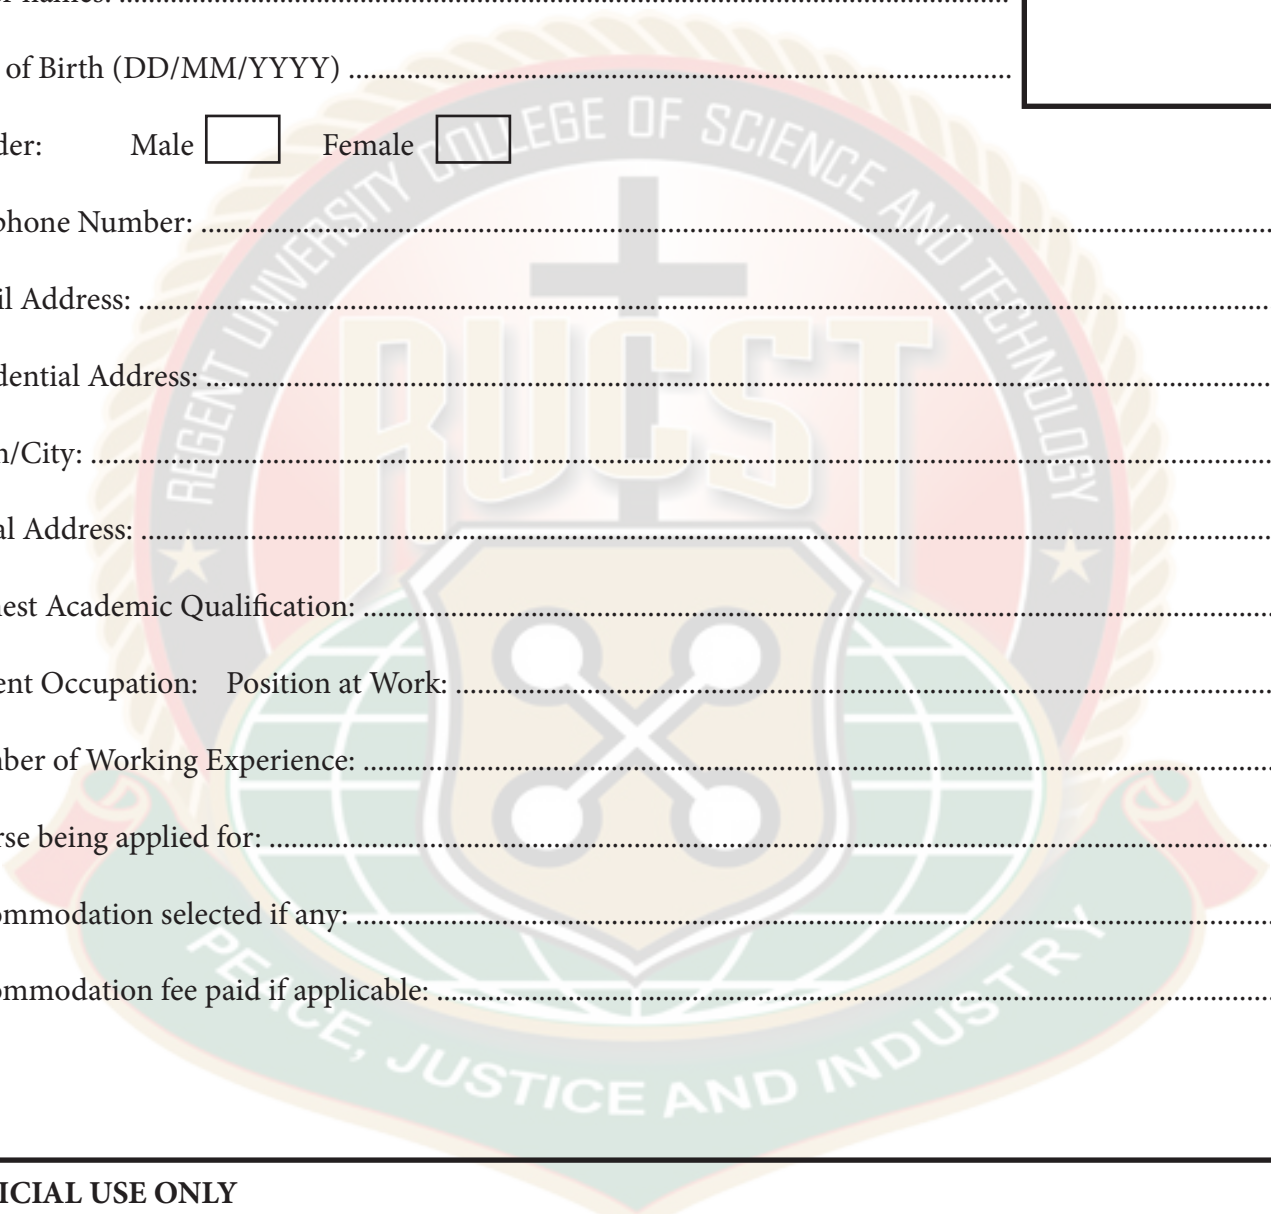 of Birth (DD/MM/YYYY) ....................
der: Male Female
phone Number: ....................
il Address: ....................
dential Address: ....................
n/City: ....................
al Address: ....................
nest Academic Qualification: ....................
ent Occupation: Position at Work: ....................
ber of Working Experience: ....................
rse being applied for: ....................
ommodation selected if any: ....................
ommodation fee paid if applicable: ....................
ICIAL USE ONLY
REGENT UNIVERSITY COLLEGE OF SCIENCE AND TECHNOLOGY
RUCST
PEACE, JUSTICE AND INDUSTRY